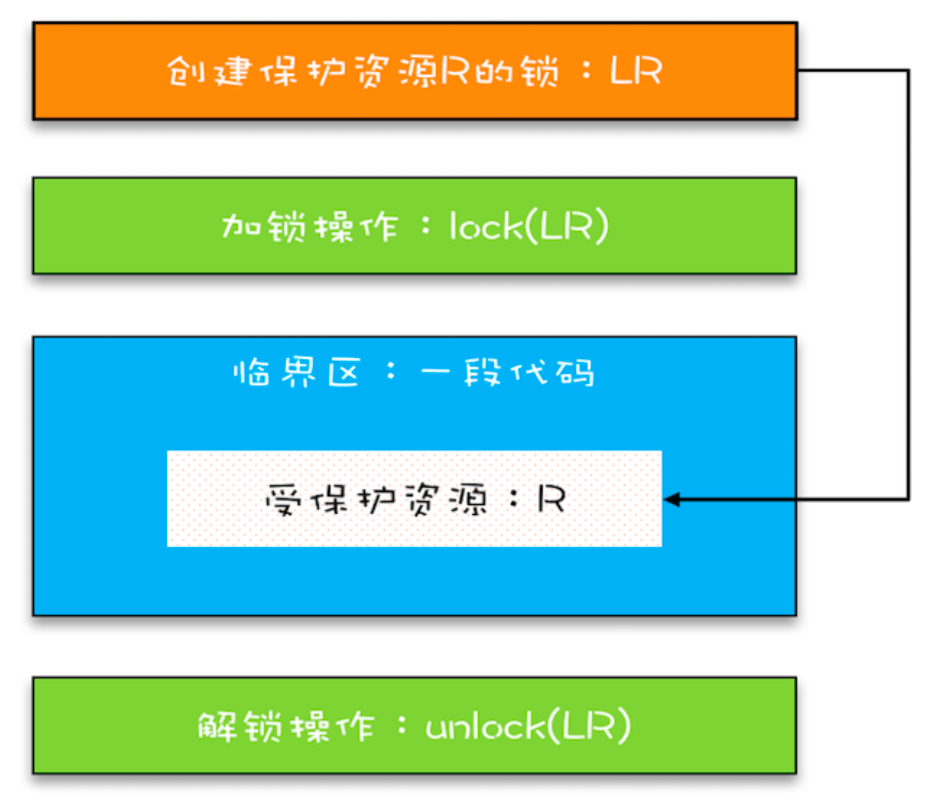 创建保护资源R的锁：LR
加锁操作：lock(LR)
临界区：一段代码
受保护资源：R
解锁操作：unlock(LR)